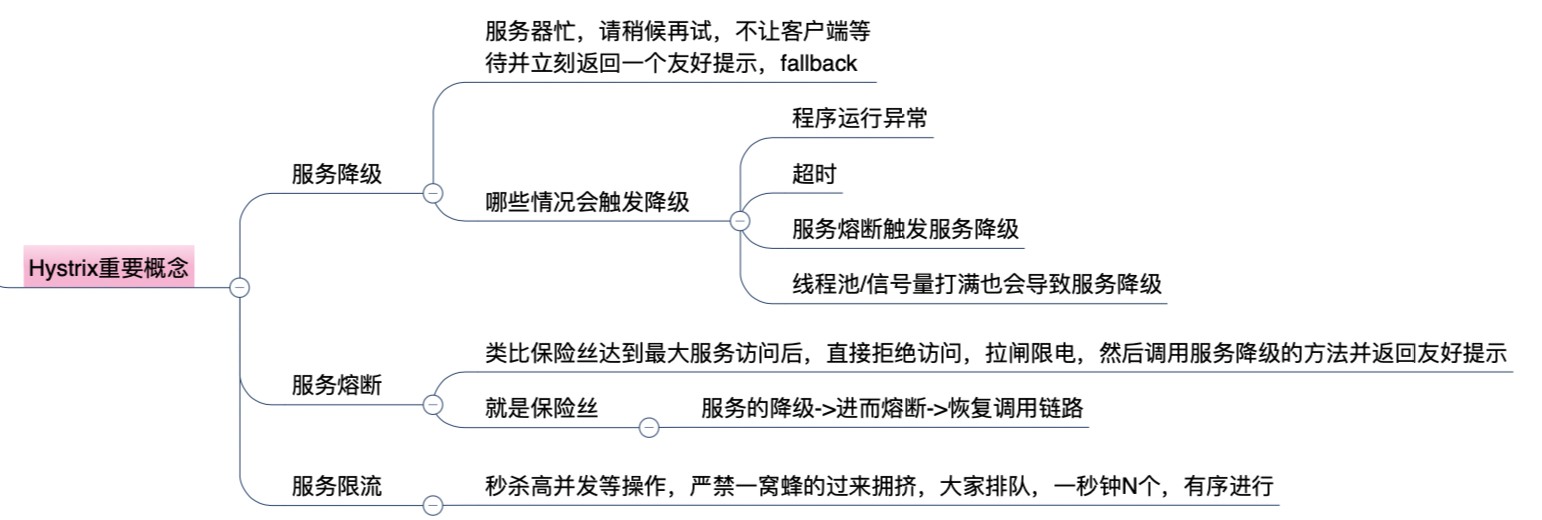 Hystrix重要概念
服务降级
服务器忙，请稍候再试，不让客户端等
待并立刻返回一个友好提示，fallback
哪些情况会触发降级
程序运行异常
超时
服务熔断触发服务降级
线程池/信号量打满也会导致服务降级
服务熔断
类比保险丝达到最大服务访问后，直接拒绝访问，拉闸限电，然后调用服务降级的方法并返回友好提示
就是保险丝
服务的降级->进而熔断->恢复调用链路
服务限流
秒杀高并发等操作，严禁一窝蜂的过来拥挤，大家排队，一秒钟N个，有序进行